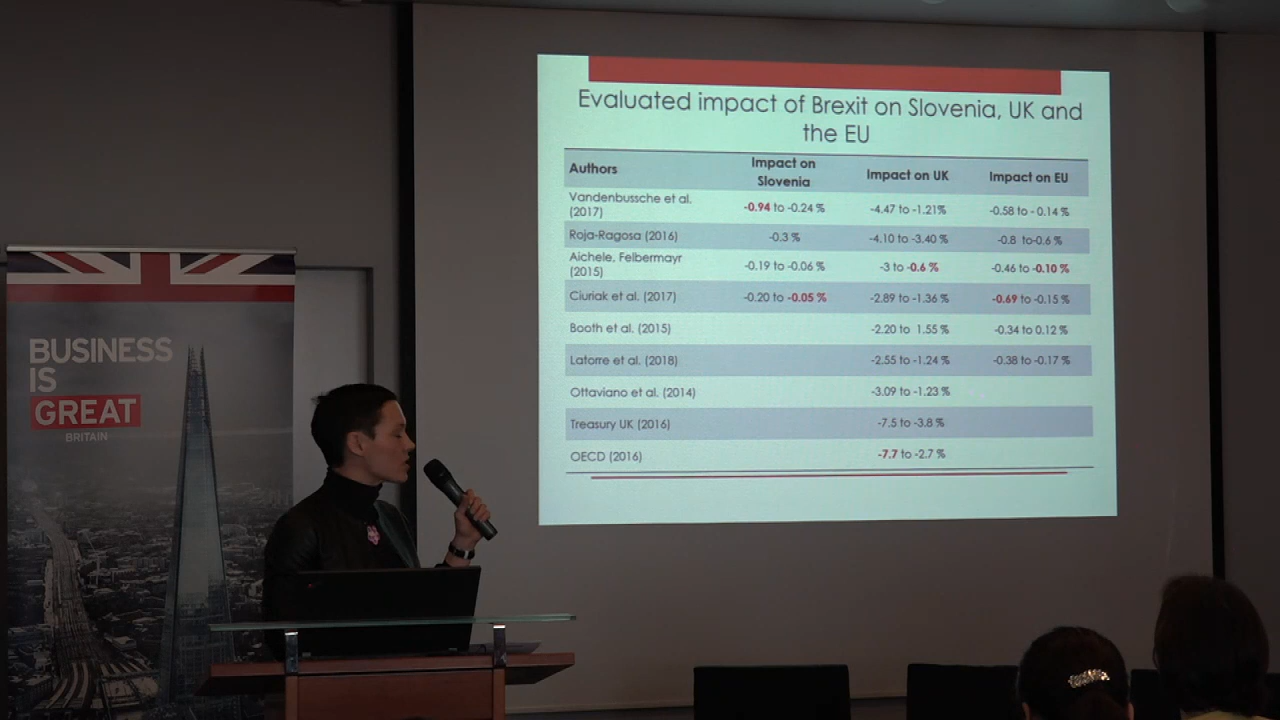 BUSINESS
IS
GREAT
BRITAIN
Evaluated impact of Brexit on Slovenia, UK and
the EU
Authors Impact on Slovenia Impact on UK Impact on EU
Vandenbussche et al. (2017) -0.94 to -0.24 % -4.47 to -1.21% -0.58 - -0.14 %
Roja-Ragosa (2016) -0.3 % -4.10 to -3.40 % -0.8 to-0.6 %
Aichele, Felbermayr (2015) -0.19 to -0.06 % -3 to -0.6 % -0.46 to -0.10 %
Ciuriak et al. (2017) -0.20 to -0.05 % -2.89 to -1.36 % -0.69 to -0.15 %
Booth et al. (2015) -2.20 to 1.55 % -0.34 to 0.12 %
Latorre et al. (2018) -2.55 to -1.24 % -0.38 to -0.17 %
Ottaviano et al. (2014) -3.09 to -1.23 %
Treasury UK (2016) -7.5 to -3.8 %
OECD (2016) -7.7 to -2.7 %